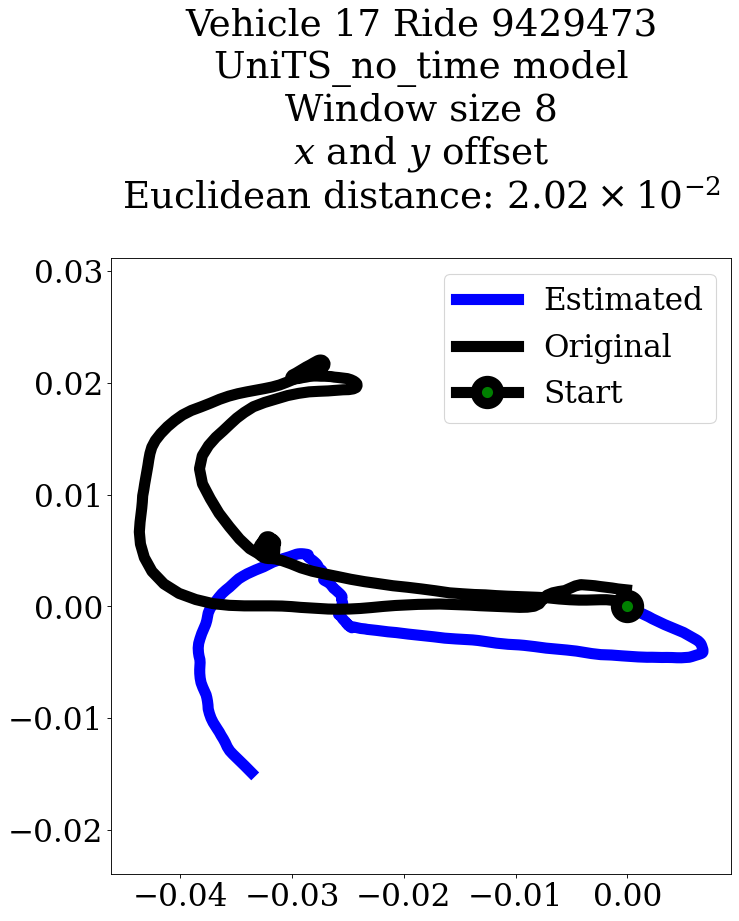 Vehicle 17 Ride 9429473
UniTS_no_time model
Window size 8
x and y offset
Euclidean distance: 2.02 × 10⁻²
Estimated
Original
Start
0.03
0.02
0.01
0.00
−0.01
−0.02
−0.04 −0.03 −0.02 −0.01 0.00